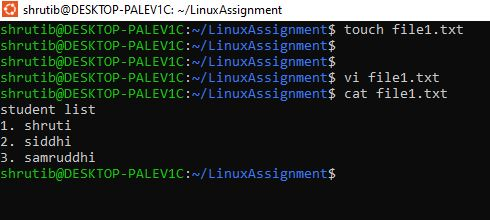 shrutib@DESKTOP-PALEV1C: ~/LinuxAssignment
shrutib@DESKTOP-PALEV1C:~/LinuxAssignment$ touch file1.txt
shrutib@DESKTOP-PALEV1C:~/LinuxAssignment$
shrutib@DESKTOP-PALEV1C:~/LinuxAssignment$
shrutib@DESKTOP-PALEV1C:~/LinuxAssignment$ vi file1.txt
shrutib@DESKTOP-PALEV1C:~/LinuxAssignment$ cat file1.txt
student list
1. shruti
2. siddhi
3. samruddhi
shrutib@DESKTOP-PALEV1C:~/LinuxAssignment$